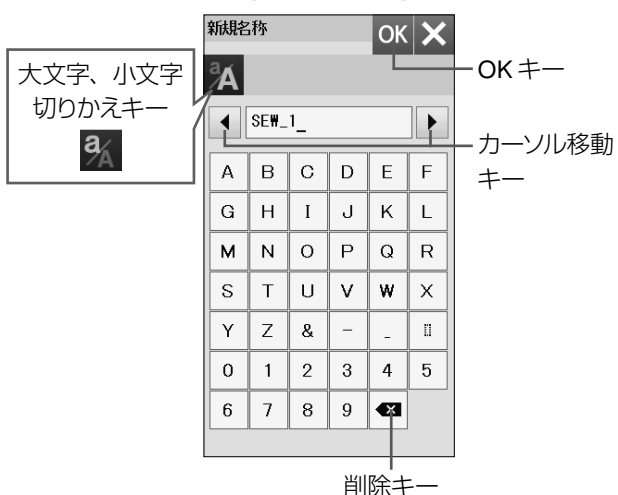 新規名称
OK
大文字、小文字
切りかえキー
a/A
a/A
OKキー
SEW_1_
カーソル移動
キー
A B C D E F
G H I J K L
M N O P Q R
S T U V W X
Y Z & - _
0 1 2 3 4 5
6 7 8 9
削除キー